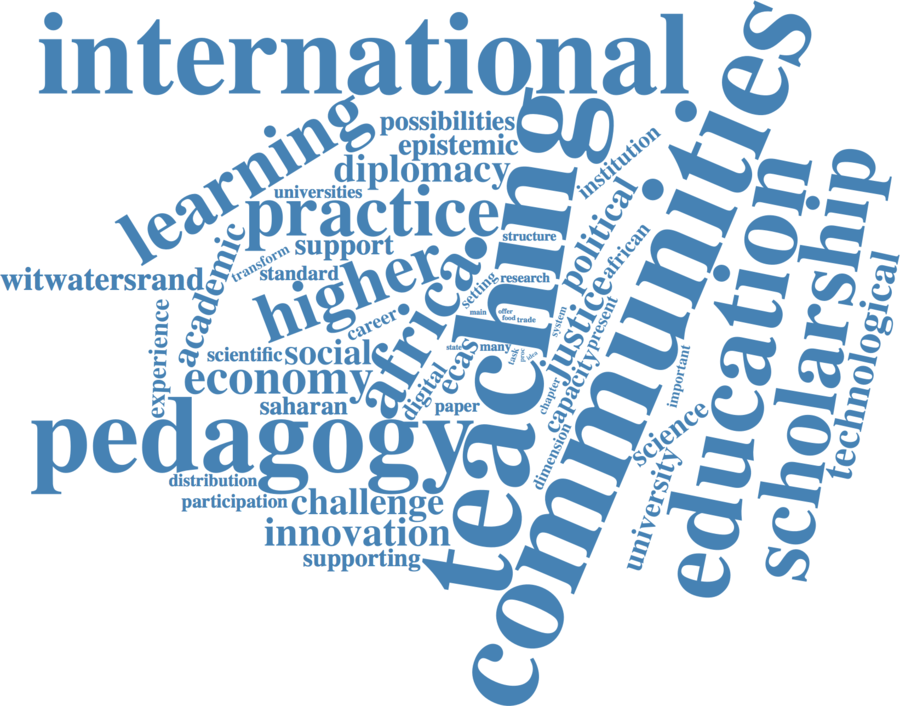 international
communities
learning
possibilities
epistemic
diplomacy
universities
practice
teaching
institution
education
scholarship
academic
transform
support
standard
witwatersrand
higher
africa
structure
political
african
setting
research
justice
technological
main
offer
food
trade
system
present
career
experience
scientific
social
economy
saharan
state
many
task
idea
ecas
digital
paper
chapter
capacity
important
dimension
science
university
pedagogy
distribution
participation
challenge
innovation
supporting